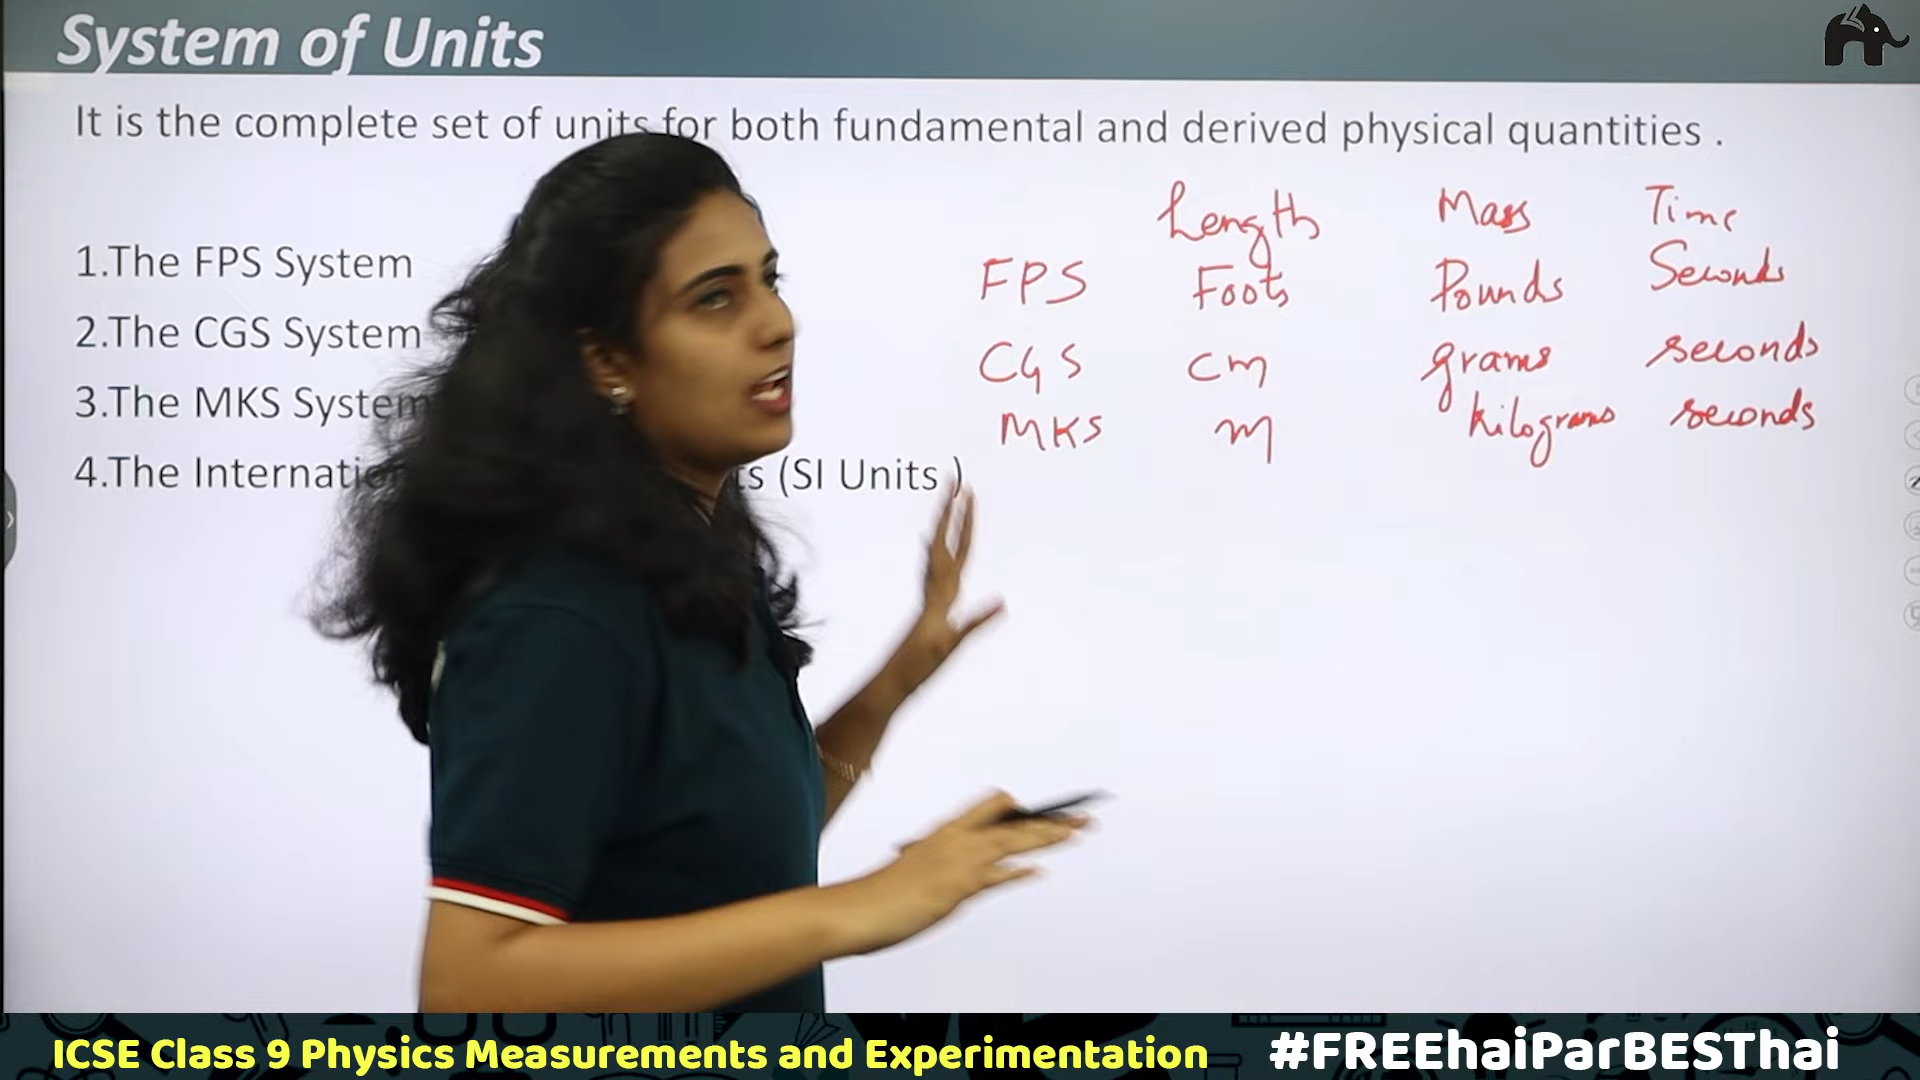 System of Units
It is the complete set of units for both fundamental and derived physical quantities .
Length Mass Time
1.The FPS System
FPS Foots Pounds Seconds
2.The CGS System
CGS cm grams seconds
3.The MKS System
MKS m kilograms seconds
4.The (SI Units )
ICSE Class 9 Physics Measurements and Experimentation #FREEhaiParBESThai